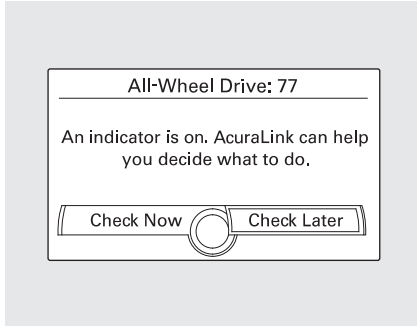 All-Wheel Drive: 77
An indicator is on. AcuraLink can help
you decide what to do.
Check Now
Check Later